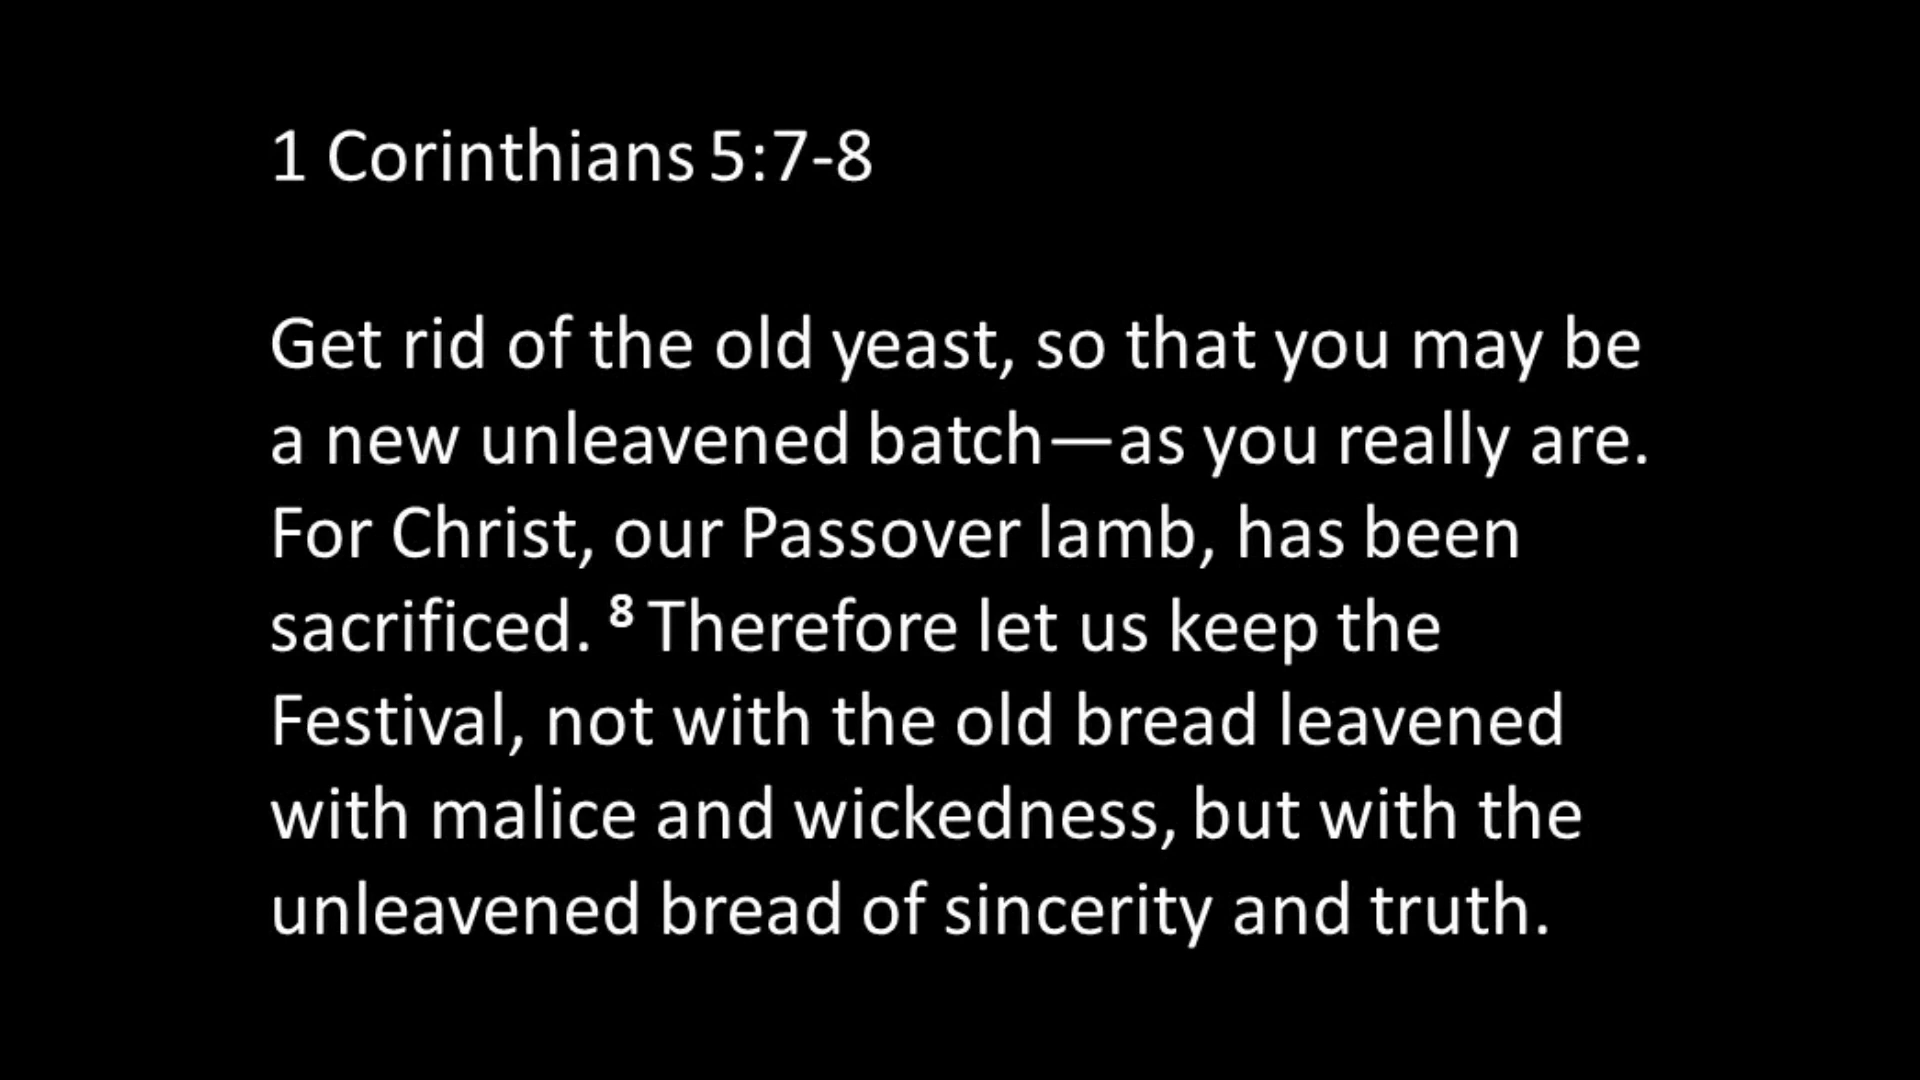 1 Corinthians 5:7-8
Get rid of the old yeast, so that you may be
a new unleavened batch—as you really are.
For Christ, our Passover lamb, has been
sacrificed. ⁸ Therefore let us keep the
Festival, not with the old bread leavened
with malice and wickedness, but with the
unleavened bread of sincerity and truth.